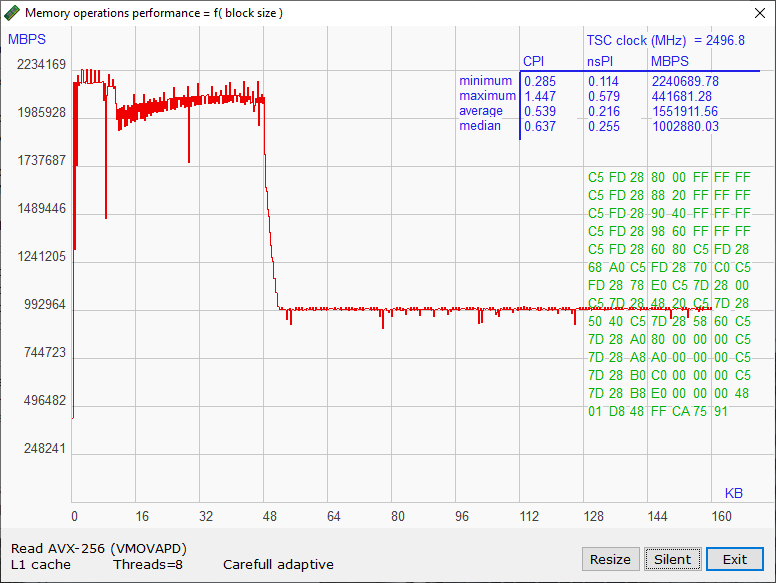 Memory operations performance = f( block size )
MBPS
TSC clock (MHz) = 2496.8
CPI nsPI MBPS
minimum 0.285 0.114 2240689.78
maximum 1.447 0.579 441681.28
average 0.539 0.216 1551911.56
median 0.637 0.255 1002880.03
2234169
1985928
1737687
1489446
1241205
992964
744723
496482
248241
C5 FD 28 80 00 FF FF FF
C5 FD 28 88 20 FF FF FF
C5 FD 28 90 40 FF FF FF
C5 FD 28 98 60 FF FF FF
C5 FD 28 60 80 C5 FD 28
68 A0 C5 FD 28 70 C0 C5
FD 28 78 E0 C5 7D 28 00
C5 7D 28 48 20 C5 7D 28
50 40 C5 7D 28 58 60 C5
7D 28 A0 80 00 00 00 C5
7D 28 A8 A0 00 00 00 C5
7D 28 B0 C0 00 00 00 C5
7D 28 B8 E0 00 00 00 48
01 D8 48 FF CA 75 91
KB
0 16 32 48 64 80 96 112 128 144 160
Read AVX-256 (VMOVAPD)
L1 cache Threads=8 Carefull adaptive
Resize Silent Exit